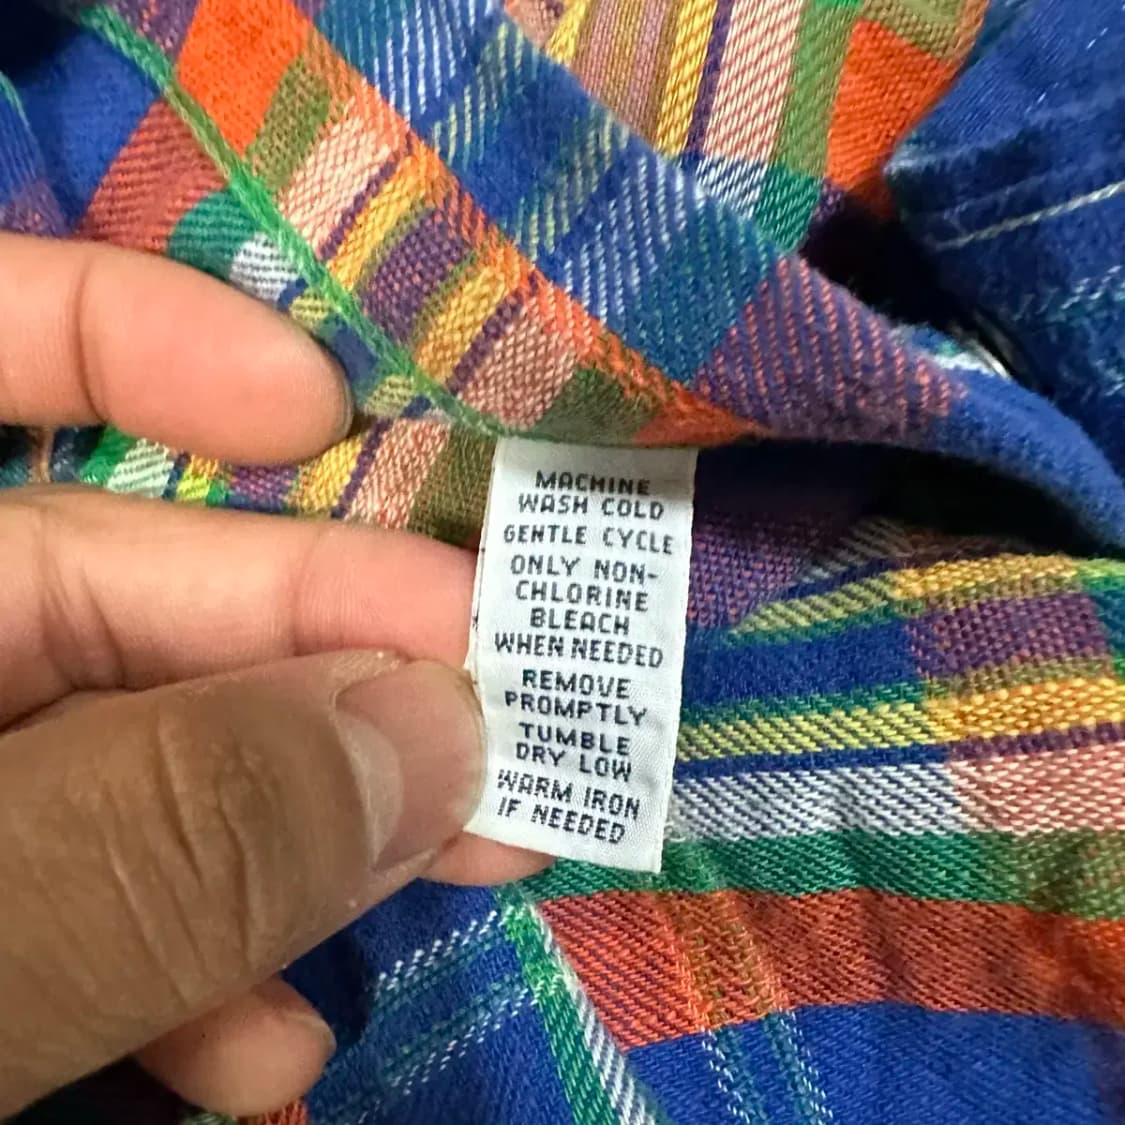 MACHINE
WASH COLD
GENTLE CYCLE
ONLY NON-
CHLORINE
BLEACH
WHEN NEEDED
REMOVE
PROMPTLY
TUMBLE
DRY LOW
WARM IRON
IF NEEDED